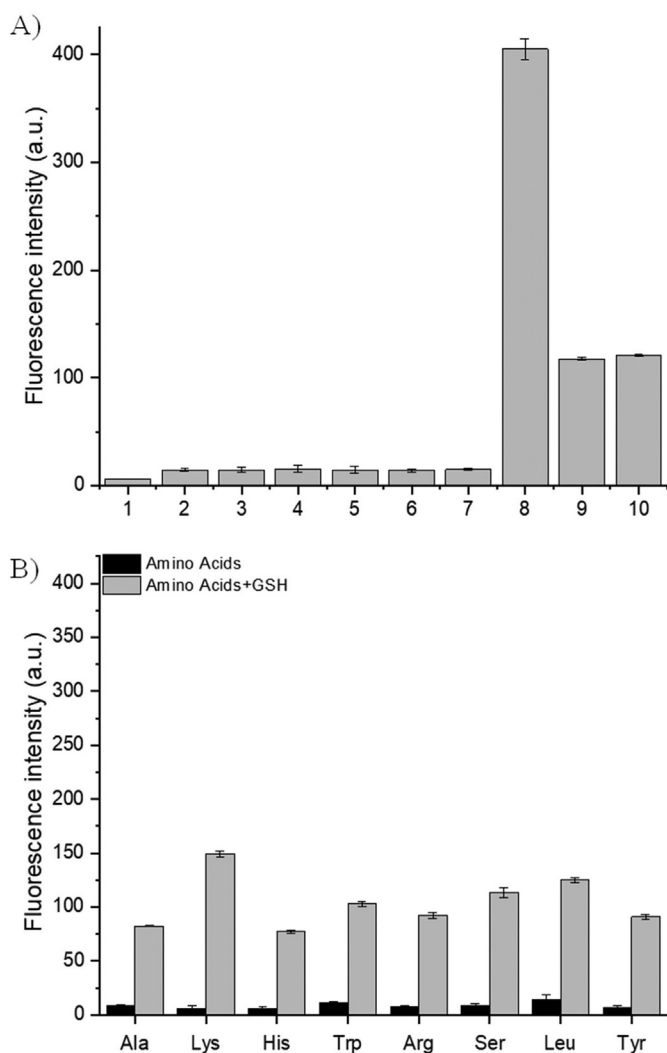 A)
Fluorescence intensity (a.u.)
400
300
200
100
0
1 2 3 4 5 6 7 8 9 10
B)
Amino Acids
Amino Acids+GSH
Fluorescence intensity (a.u.)
400
350
300
250
200
150
100
50
0
Ala Lys His Trp Arg Ser Leu Tyr